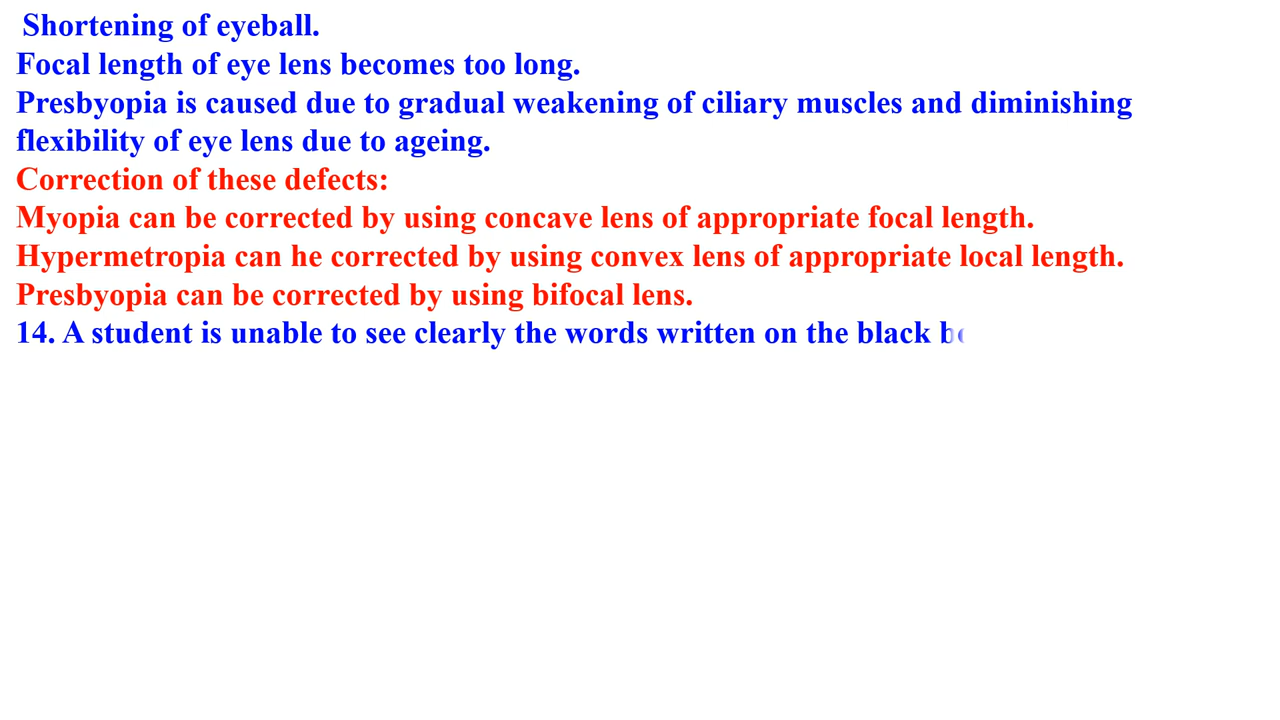 Shortening of eyeball.
Focal length of eye lens becomes too long.
Presbyopia is caused due to gradual weakening of ciliary muscles and diminishing
flexibility of eye lens due to ageing.
Correction of these defects:
Myopia can be corrected by using concave lens of appropriate focal length.
Hypermetropia can he corrected by using convex lens of appropriate local length.
Presbyopia can be corrected by using bifocal lens.
14. A student is unable to see clearly the words written on the black